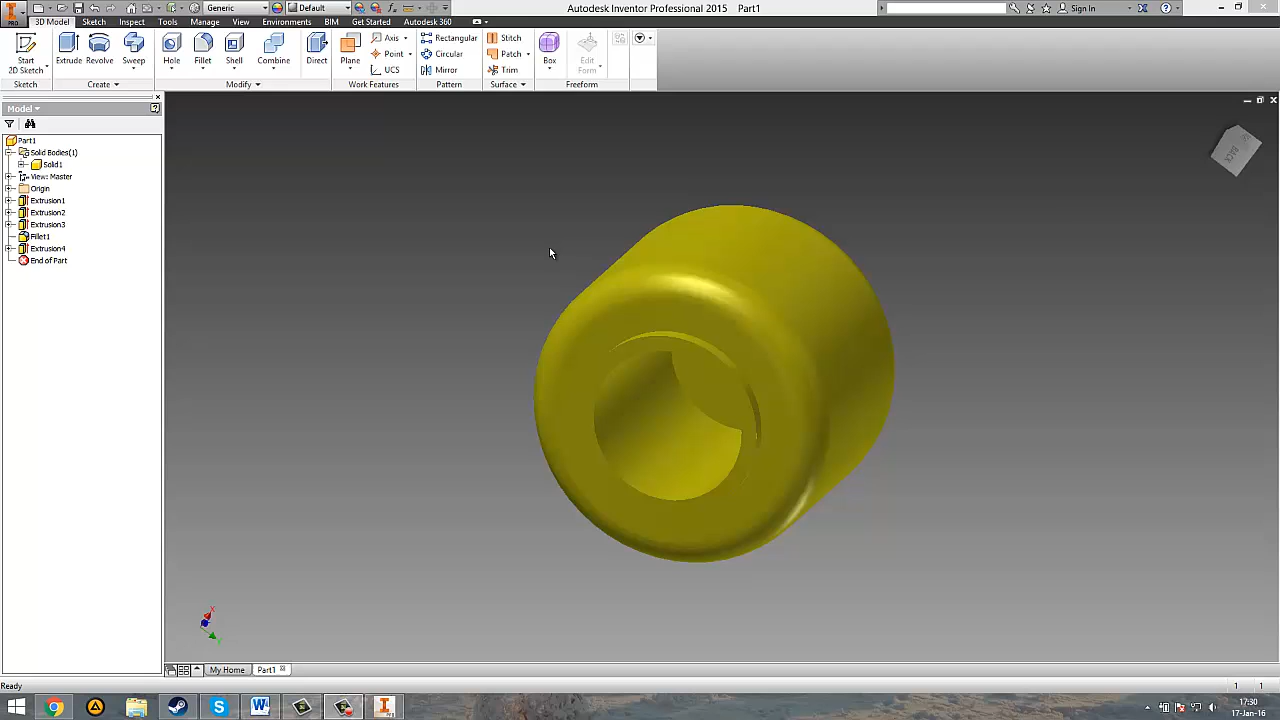 Generic
Default
Autodesk Inventor Professional 2015 Part1
Sign In
PRO
3D Model
Sketch
Inspect
Tools
Manage
View
Environments
BIM
Get Started
Autodesk 360
Start
2D Sketch
Extrude
Revolve
Sweep
Hole
Fillet
Shell
Combine
Direct
Plane
Axis
Point
UCS
Rectangular
Circular
Mirror
Stitch
Patch
Trim
Box
Edit
Form
Sketch
Create
Modify
Work Features
Pattern
Surface
Freeform
Model
Part1
Solid Bodies(1)
Solid1
View: Master
Origin
Extrusion1
Extrusion2
Extrusion3
Fillet1
Extrusion4
End of Part
BACK
X
Y
My Home
Part1
Ready
1 1
17:30
17-Jan-16